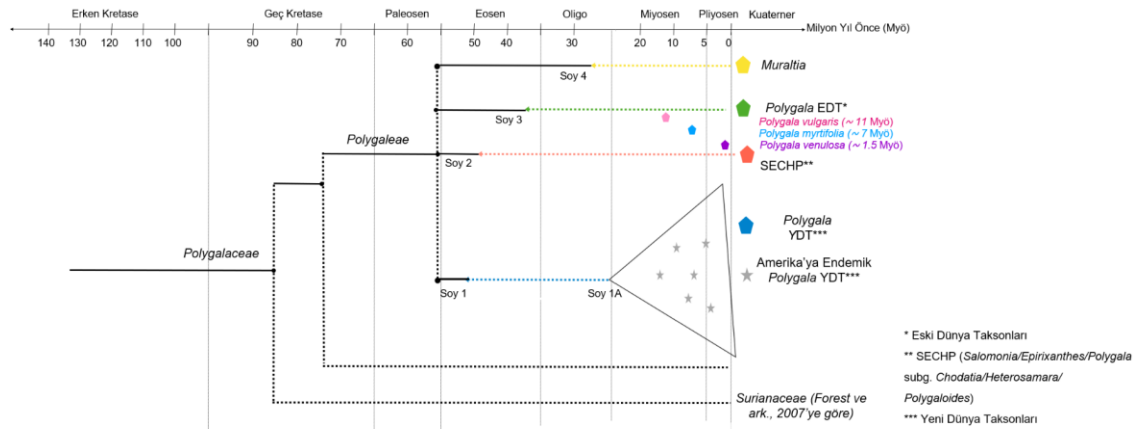 Erken Kretase Geç Kretase Paleosen Eosen Oligo Miyosen Pliyosen Kuaterner
Milyon Yıl Önce (Myö)
140 130 120 100 85 80 70 60 50 40 30 20 10 5 0
Soy 4
Muraltia
Soy 3
Polygala EDT*
Polygala vulgaris (~ 11 Myö)
Polygala myrtifolia (~ 7 Myö)
Polygala venulosa (~ 1.5 Myö)
Polygaleae
Soy 2
SECHP**
Polygala
YDT***
Polygalaceae
Amerika'ya Endemik
Polygala YDT***
Soy 1
Soy 1A
Surianaceae (Forest ve
ark., 2007'ye göre)
* Eski Dünya Taksonları
** SECHP (Salomonia/Epirixanthes/Polygala
subg. Chodatia/Heterosamara/
Polygaloides)
*** Yeni Dünya Taksonları